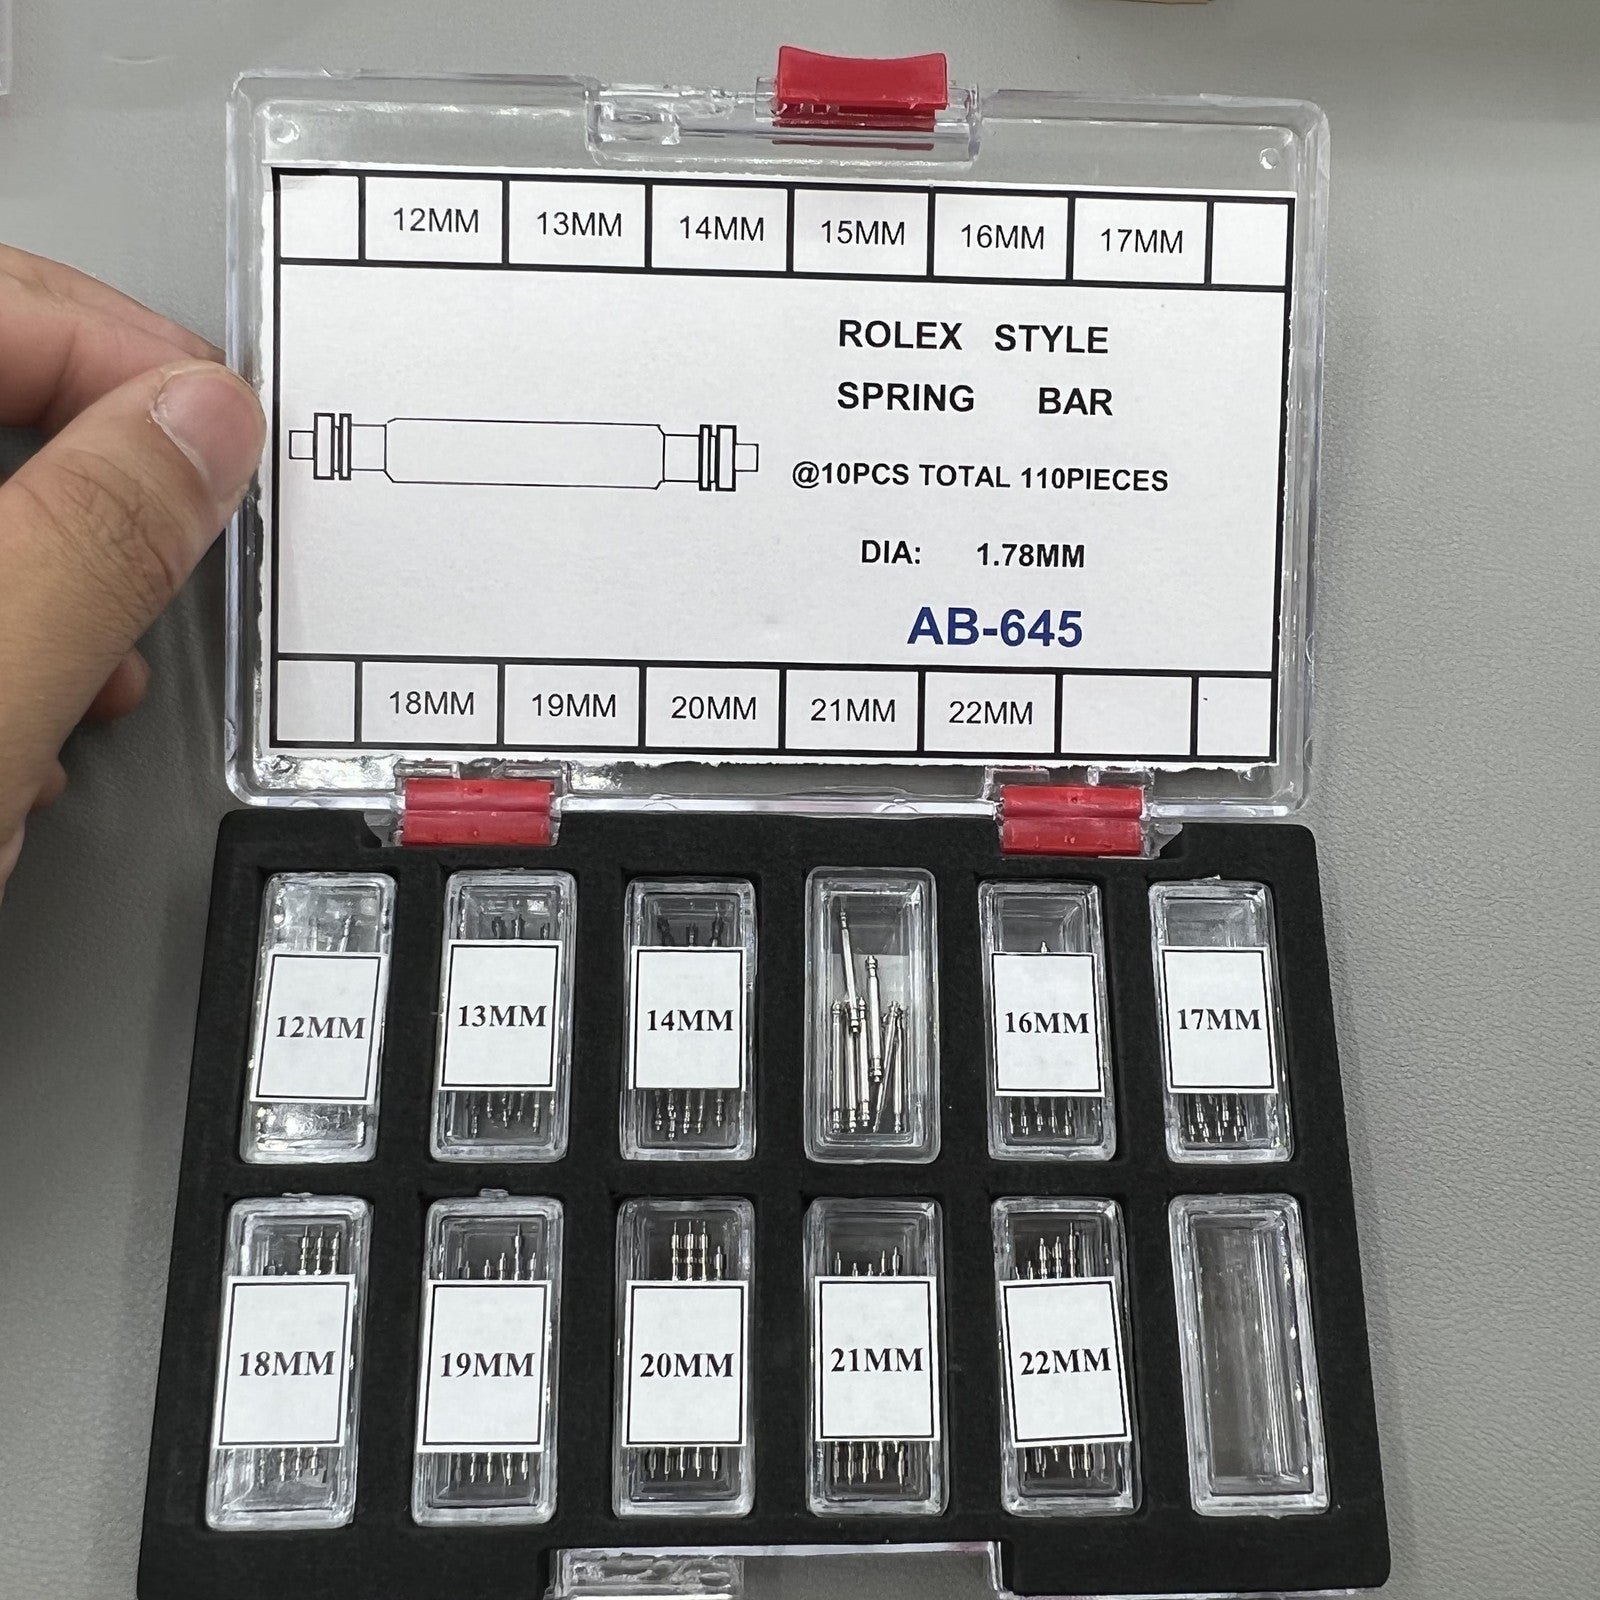 12MM 13MM 14MM 15MM 16MM 17MM
ROLEX STYLE
SPRING BAR
@10PCS TOTAL 110PIECES
DIA: 1.78MM
AB-645
18MM 19MM 20MM 21MM 22MM
12MM 13MM 14MM 16MM 17MM
18MM 19MM 20MM 21MM 22MM